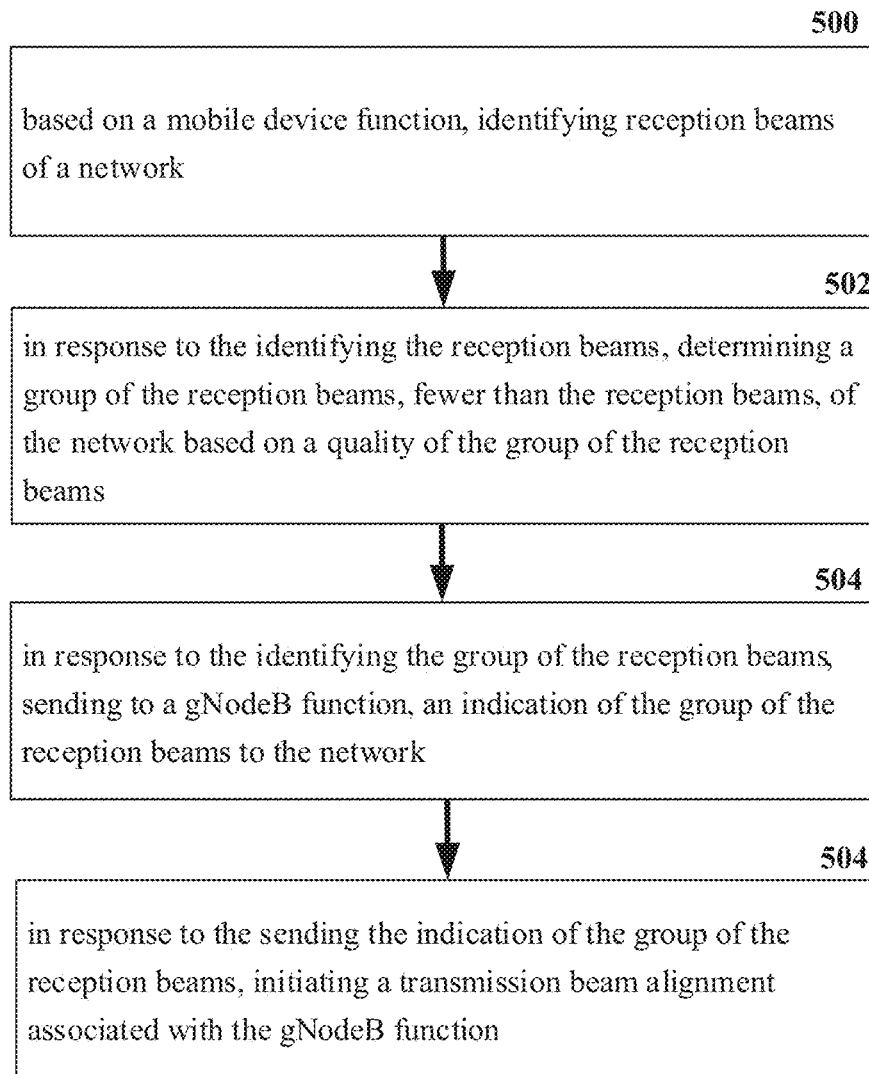 500
based on a mobile device function, identifying reception beams
of a network
502
in response to the identifying the reception beams, determining a
group of the reception beams, fewer than the reception beams, of
the network based on a quality of the group of the reception
beams
504
in response to the identifying the group of the reception beams,
sending to a gNodeB function, an indication of the group of the
reception beams to the network
504
in response to the sending the indication of the group of the
reception beams, initiating a transmission beam alignment
associated with the gNodeB function